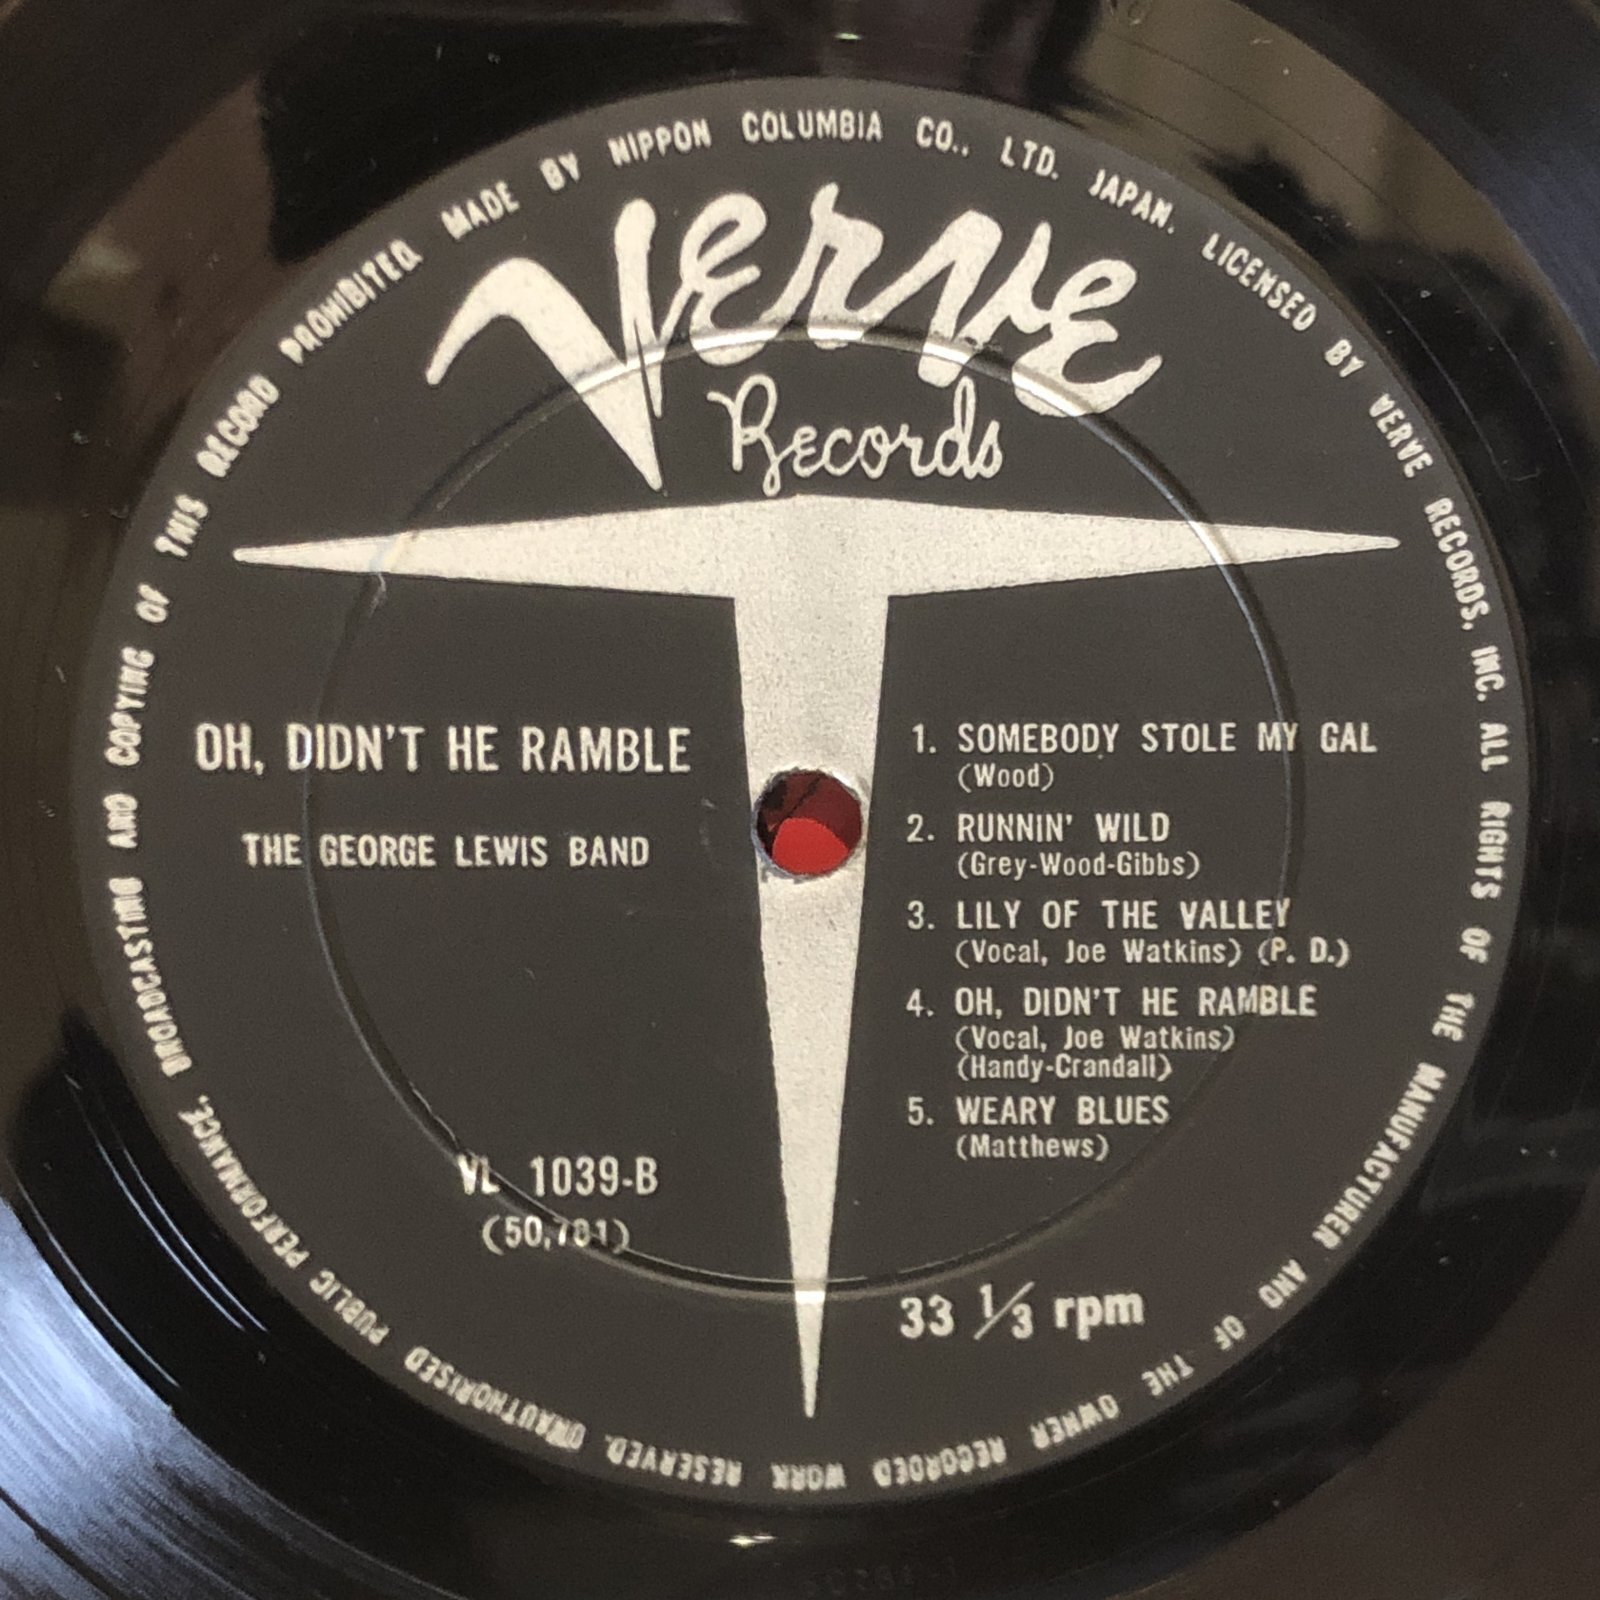 MADE BY NIPPON COLUMBIA CO., LTD. JAPAN. LICENSED BY VERVE RECORDS, INC. ALL RIGHTS OF THE MANUFACTURER AND OF THE OWNER RECORDED WORK RESERVED. UNAUTHORISED PUBLIC PERFORMANCE, BROADCASTING AND COPYING OF THIS RECORD PROHIBITED
Verve
Records
OH, DIDN'T HE RAMBLE
THE GEORGE LEWIS BAND
VL 1039-B
(50,701)
1. SOMEBODY STOLE MY GAL
(Wood)
2. RUNNIN' WILD
(Grey-Wood-Gibbs)
3. LILY OF THE VALLEY
(Vocal, Joe Watkins) (P. D.)
4. OH, DIDN'T HE RAMBLE
(Vocal, Joe Watkins)
(Handy-Crandall)
5. WEARY BLUES
(Matthews)
33 1/3 rpm